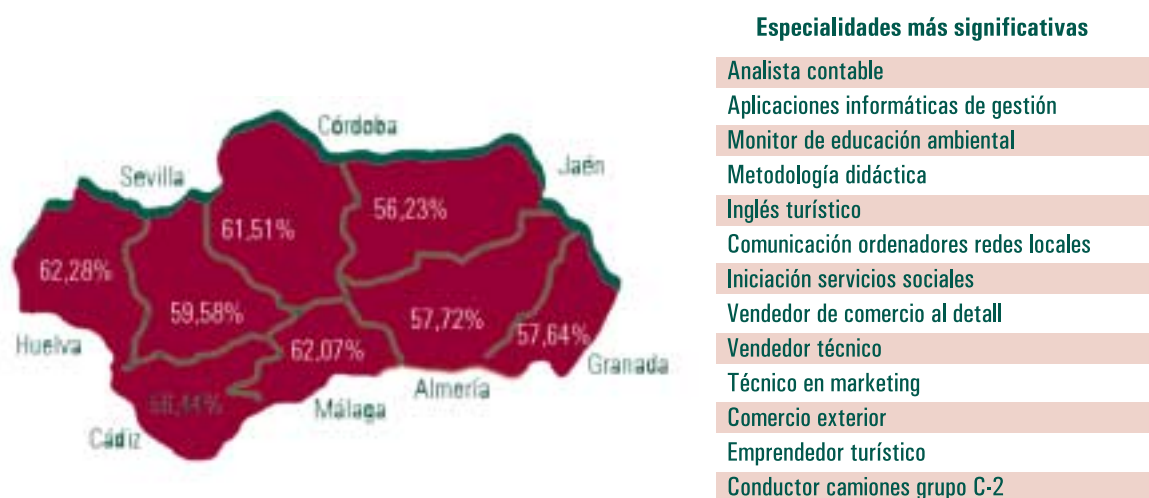 Córdoba
Sevilla
Jaén
56,23%
61,51%
62,28%
59,58%
57,72%
57,64%
62,07%
Huelva
Granada
Almería
Málaga
Cádiz
Especialidades más significativas
Analista contable
Aplicaciones informáticas de gestión
Monitor de educación ambiental
Metodología didáctica
Inglés turístico
Comunicación ordenadores redes locales
Iniciación servicios sociales
Vendedor de comercio al detall
Vendedor técnico
Técnico en marketing
Comercio exterior
Emprendedor turístico
Conductor camiones grupo C-2